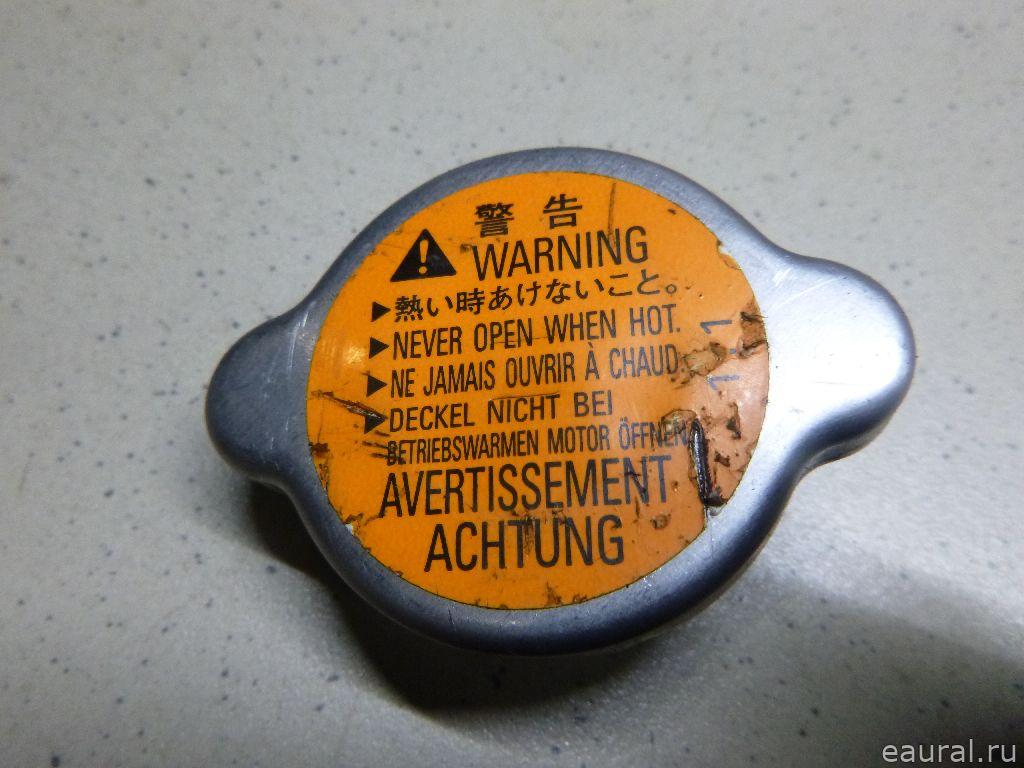 警告
WARNING
▶熱い時あけないこと。
▶NEVER OPEN WHEN HOT.
▶NE JAMAIS OUVRIR À CHAUD.
▶DECKEL NICHT BEI
BETRIEBSWARMEN MOTOR ÖFFNEN
AVERTISSEMENT
ACHTUNG
1.1
eaural.ru